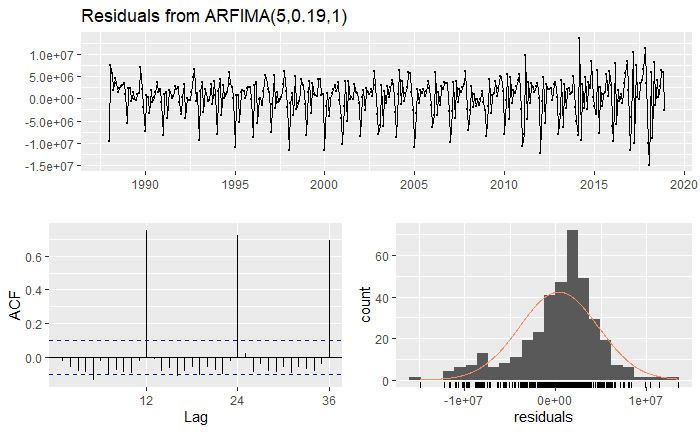 Residuals from ARFIMA(5,0.19,1)
1.0e+07
5.0e+06
0.0e+00
-5.0e+06
-1.0e+07
-1.5e+07
1990 1995 2000 2005 2010 2015 2020
ACF
0.6
0.4
0.2
0.0
12 24 36
Lag
count
60
40
20
0
-1e+07 0e+00 1e+07
residuals